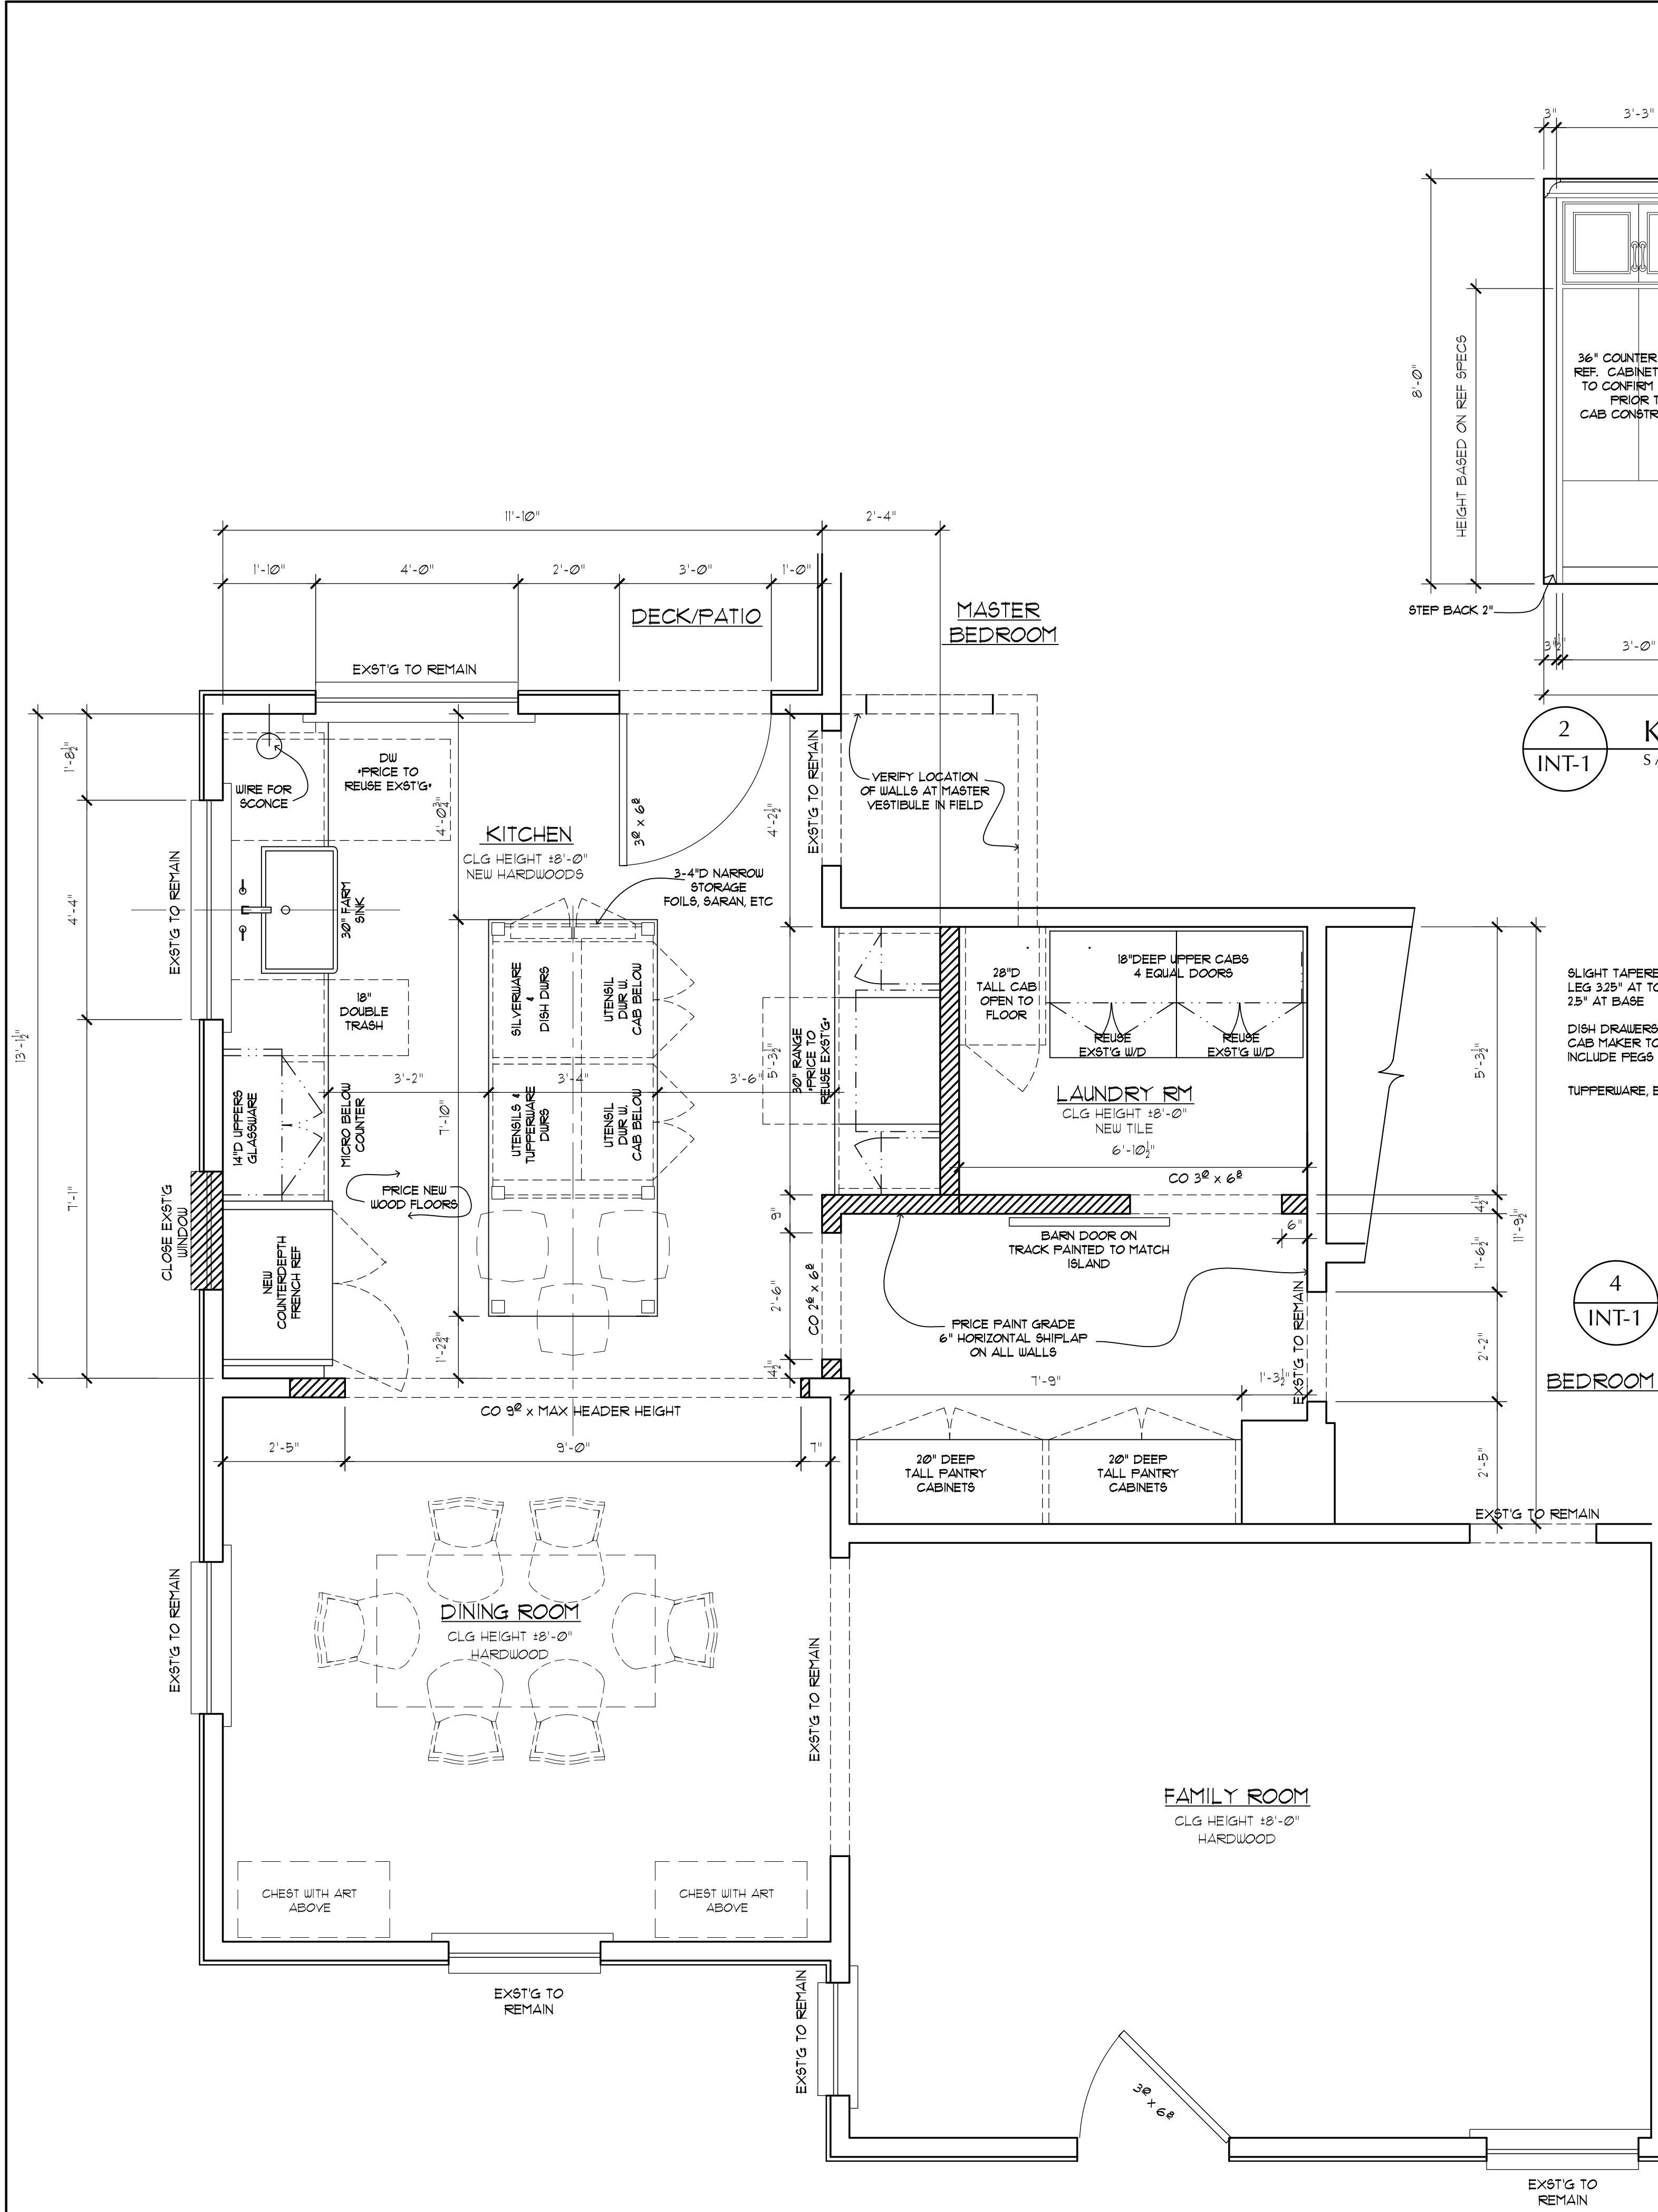 3"
3'-3"
8'-0"
HEIGHT BASED ON REF SPECS
36" COUNTER
REF. CABINET
TO CONFIRM
PRIOR T
CAB CONSTR
STEP BACK 2"
3'-0"
2
INT-1
K
S
11'-10"
2'-4"
1'-10"
4'-0"
2'-0"
3'-0"
1'-0"
DECK/PATIO
MASTER
BEDROOM
EXST'G TO REMAIN
13'-1½"
1'-8½"
4'-4"
7'-1"
EXST'G TO REMAIN
WIRE FOR
SCONCE
DW
*PRICE TO
REUSE EXST'G*
4'-0¾"
KITCHEN
CLG HEIGHT ±8'-0"
NEW HARDWOODS
3⁰ x 6⁸
4'-2½"
EXST'G TO REMAIN
VERIFY LOCATION
OF WALLS AT MASTER
VESTIBULE IN FIELD
3-4"D NARROW
STORAGE
FOILS, SARAN, ETC
30" FARM
SINK
18"
DOUBLE
TRASH
14"D UPPERS
GLASSWARE
MICRO BELOW
COUNTER
3'-2"
3'-4"
3'-6"
7'-10"
SILVERWARE
&
DISH DWRS
UTENSIL
DWR W.
CAB BELOW
UTENSILS &
TUPPERWARE
DWRS
UTENSIL
DWR W.
CAB BELOW
5'-3½"
30" RANGE
*PRICE TO
REUSE EXST'G*
28"D
TALL CAB
OPEN TO
FLOOR
18"DEEP UPPER CABS
4 EQUAL DOORS
REUSE
EXST'G W/D
REUSE
EXST'G W/D
LAUNDRY RM
CLG HEIGHT ±8'-0"
NEW TILE
6'-10½"
CO 3⁰ x 6⁸
5'-3½"
11'-9½"
SLIGHT TAPERE
LEG 3.25" AT TO
2.5" AT BASE
DISH DRAWERS
CAB MAKER TO
INCLUDE PEGS
TUPPERWARE, E
CLOSE EXST'G
WINDOW
PRICE NEW
WOOD FLOORS
NEW
COUNTERDEPTH
FRENCH REF
1'-2¾"
9"
2'-6"
4½"
CO 2⁶ x 6⁸
BARN DOOR ON
TRACK PAINTED TO MATCH
ISLAND
6"
4½"
1'-6½"
2'-2"
2'-5"
EXST'G TO REMAIN
PRICE PAINT GRADE
6" HORIZONTAL SHIPLAP
ON ALL WALLS
4
INT-1
BEDROOM
7'-9"
1'-3½"
CO 9⁰ x MAX HEADER HEIGHT
2'-5"
9'-0"
7"
20" DEEP
TALL PANTRY
CABINETS
20" DEEP
TALL PANTRY
CABINETS
EXST'G TO REMAIN
EXST'G TO REMAIN
DINING ROOM
CLG HEIGHT ±8'-0"
HARDWOOD
EXST'G TO REMAIN
FAMILY ROOM
CLG HEIGHT ±8'-0"
HARDWOOD
CHEST WITH ART
ABOVE
CHEST WITH ART
ABOVE
EXST'G TO
REMAIN
EXST'G TO REMAIN
3⁰ x 6⁸
EXST'G TO
REMAIN